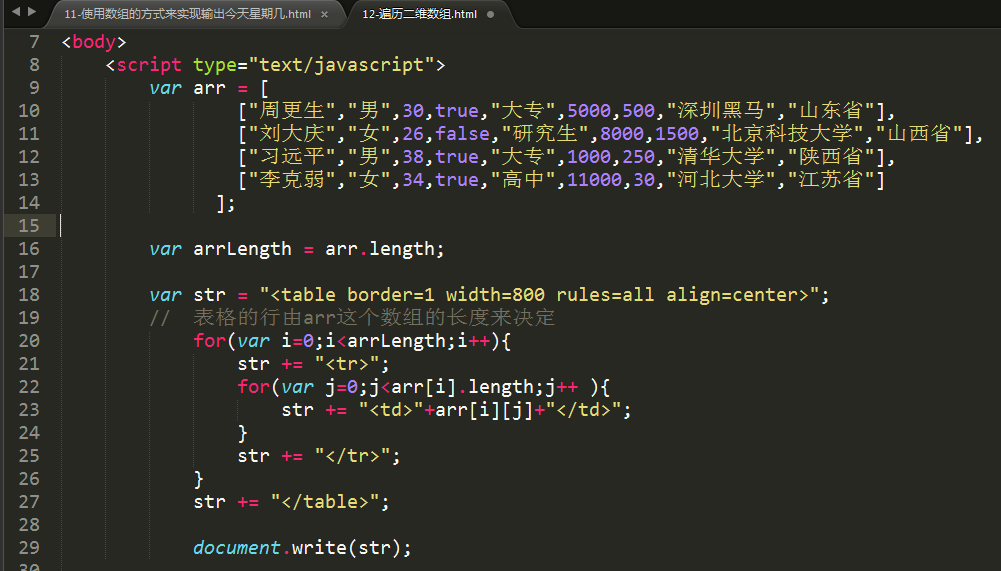 11-使用数组的方式来实现输出今天星期几.html × 12-遍历二维数组.html
7 <body>
8 <script type="text/javascript">
9 var arr = [
10 ["周更生","男",30,true,"大专",5000,500,"深圳黑马","山东省"],
11 ["刘大庆","女",26,false,"研究生",8000,1500,"北京科技大学","山西省"],
12 ["习远平","男",38,true,"大专",1000,250,"清华大学","陕西省"],
13 ["李克弱","女",34,true,"高中",11000,30,"河北大学","江苏省"]
14 ];
15
16 var arrLength = arr.length;
17
18 var str = "<table border=1 width=800 rules=all align=center>";
19 // 表格的行由arr这个数组的长度来决定
20 for(var i=0;i<arrLength;i++){
21 str += "<tr>";
22 for(var j=0;j<arr[i].length;j++ ){
23 str += "<td>"+arr[i][j]+"</td>";
24 }
25 str += "</tr>";
26 }
27 str += "</table>";
28
29 document.write(str);
30